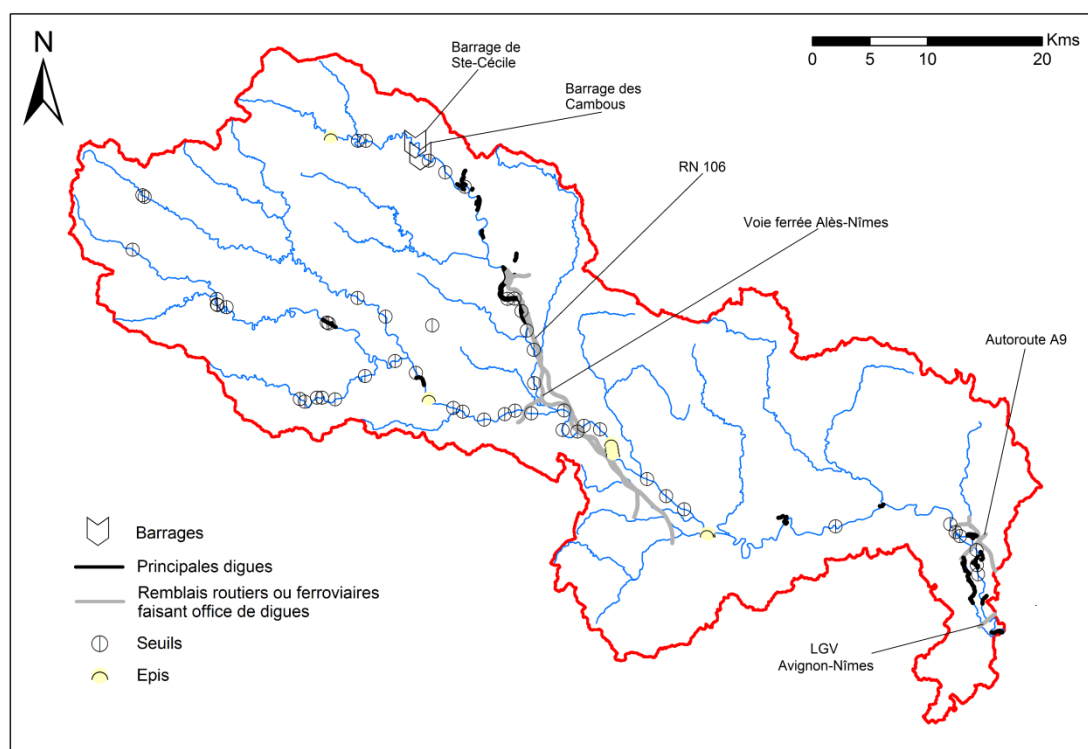 N
Barrage de
Ste-Cécile
Barrage des
Cambous
0 5 10 20 Kms
RN 106
Voie ferrée Alès-Nîmes
Autoroute A9
Barrages
Principales digues
Remblais routiers ou ferroviaires
faisant office de digues
Seuils
Epis
LGV
Avignon-Nîmes